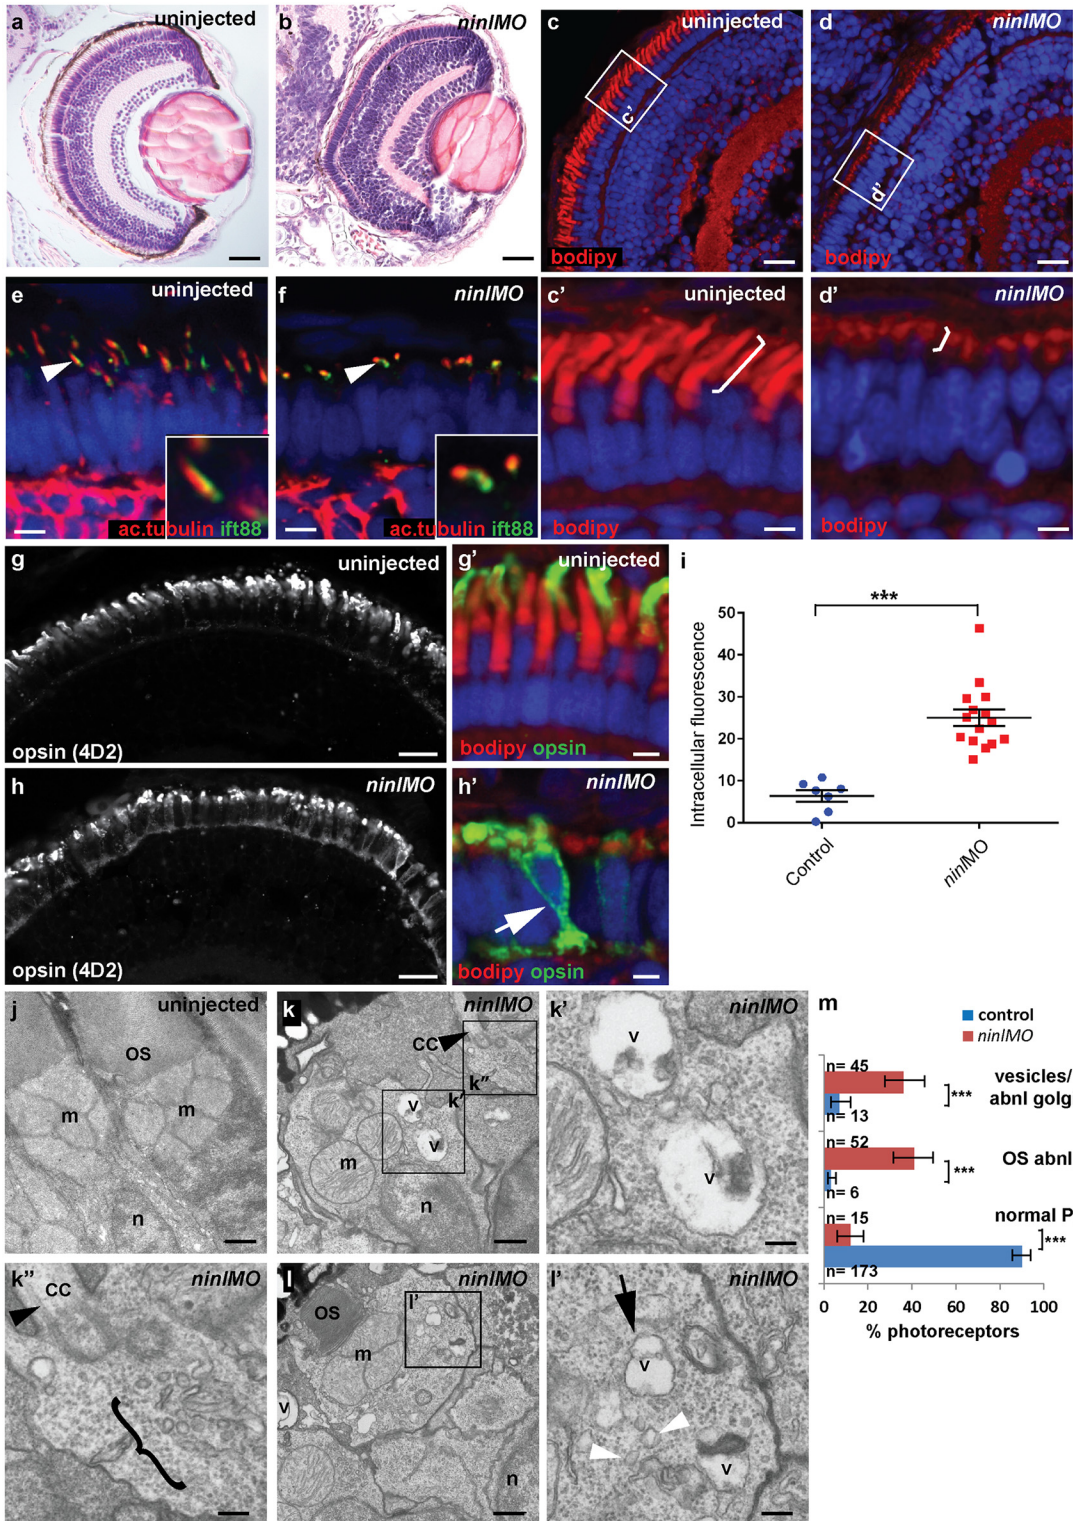 a uninjected
b ninlMO
c uninjected
c'
bodipy
d ninlMO
d'
bodipy
e uninjected
ac.tubulin ift88
f ninlMO
ac.tubulin ift88
c' uninjected
bodipy
d' ninlMO
bodipy
g uninjected
opsin (4D2)
g' uninjected
bodipy opsin
h ninlMO
opsin (4D2)
h' ninlMO
bodipy opsin
i
***
50
40
30
20
10
0
Intracellular fluorescence
Control
ninlMO
j uninjected
OS
m
m
n
k ninlMO
CC
k''
k'
v
v
m
n
k' ninlMO
v
v
k'' ninlMO
CC
l ninlMO
OS
l'
m
v
n
l' ninlMO
v
v
m
control
ninlMO
n= 45
vesicles/
abnl golg
***
n= 13
n= 52
OS abnl
***
n= 6
n= 15
normal P
***
n= 173
0 20 40 60 80 100
% photoreceptors